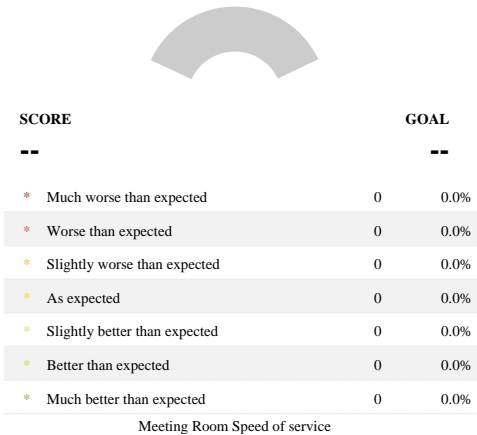 SCORE GOAL
-- --
* Much worse than expected 0 0.0%
* Worse than expected 0 0.0%
* Slightly worse than expected 0 0.0%
* As expected 0 0.0%
* Slightly better than expected 0 0.0%
* Better than expected 0 0.0%
* Much better than expected 0 0.0%
Meeting Room Speed of service